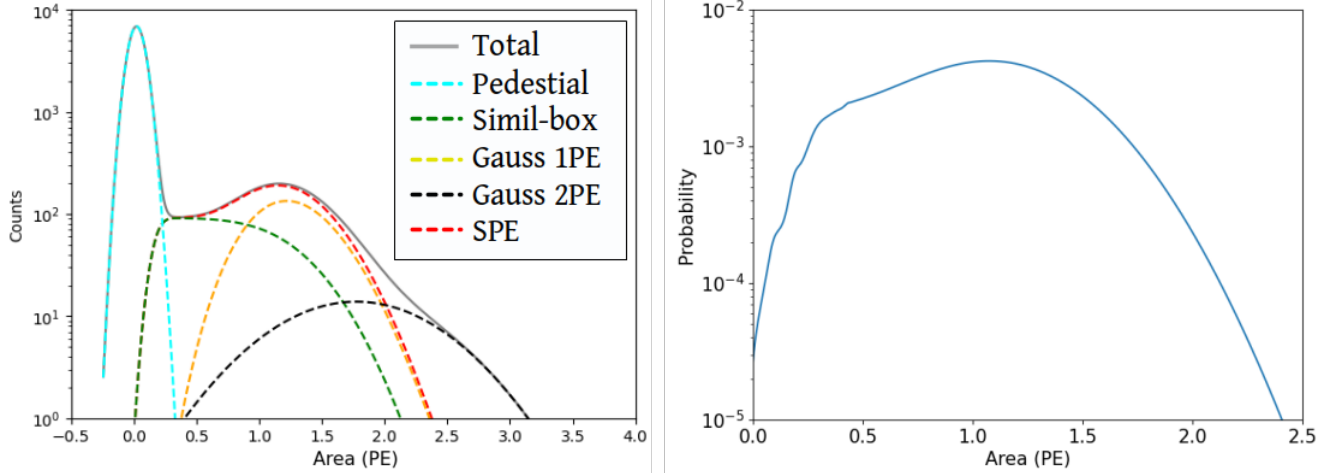 10⁴
10³
10²
10¹
10⁰
Counts
−0.5 0.0 0.5 1.0 1.5 2.0 2.5 3.0 3.5 4.0
Area (PE)
Total
Pedestial
Simil-box
Gauss 1PE
Gauss 2PE
SPE
10⁻²
10⁻³
10⁻⁴
10⁻⁵
Probability
0.0 0.5 1.0 1.5 2.0 2.5
Area (PE)